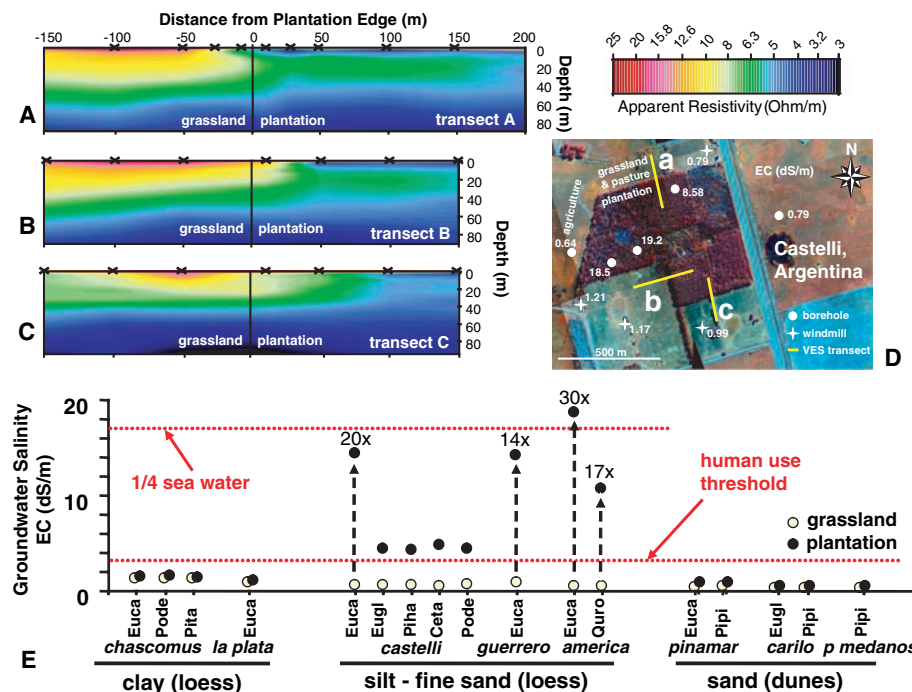 Distance from Plantation Edge (m)
-150 -100 -50 0 50 100 150 200
0
20
40
60
80
Depth (m)
A
grassland plantation transect A
0
20
40
60
80
B
grassland plantation transect B
Depth (m)
0
20
40
60
80
C
grassland plantation transect C
25 20 15.8 12.6 10 8 6.3 5 4 3.2 3
Apparent Resistivity (Ohm/m)
N
0.79
a
EC (dS/m)
grassland
& pasture
plantation
8.58
agriculture
0.79
0.64
19.2
18.5
Castelli,
Argentina
1.21
b
c
1.17
0.99
borehole
windmill
VES transect
500 m
D
Groundwater Salinity
EC (dS/m)
20
10
0
1/4 sea water
20x
14x
30x
17x
human use
threshold
grassland
plantation
Euca Pode Pita Euca Euca Eugl Piha Ceta Pode Euca Euca Quro Euca Pipi Eugl Pipi Pipi
chascomus la plata castelli guerrero america pinamar carilo p medanos
E
clay (loess) silt - fine sand (loess) sand (dunes)